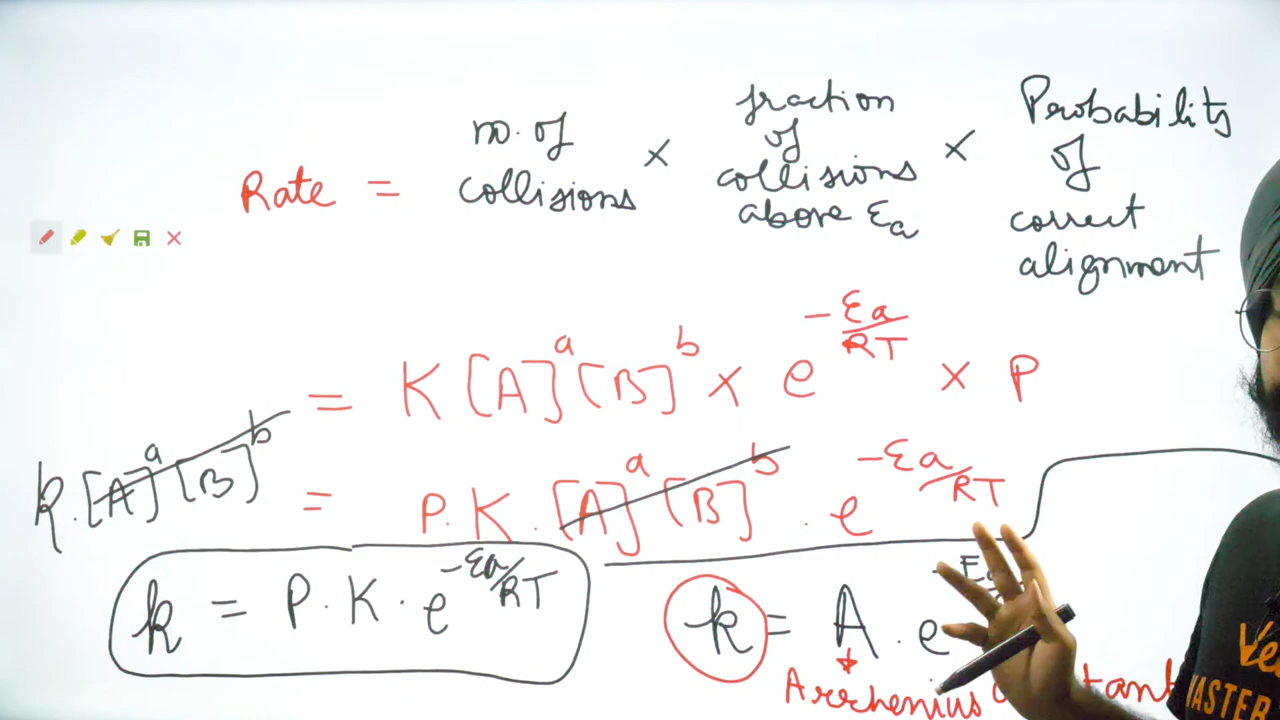 Rate = no. of collisions × fraction of collisions above Ea × Probability of correct alignment
= K [A]^a [B]^b × e^(-Ea/RT) × P
k.[A]^a [B]^b = P.K.[A]^a [B]^b . e^(-Ea/RT)
k = P.K.e^(-Ea/RT)
k = A.e
Arrhenius